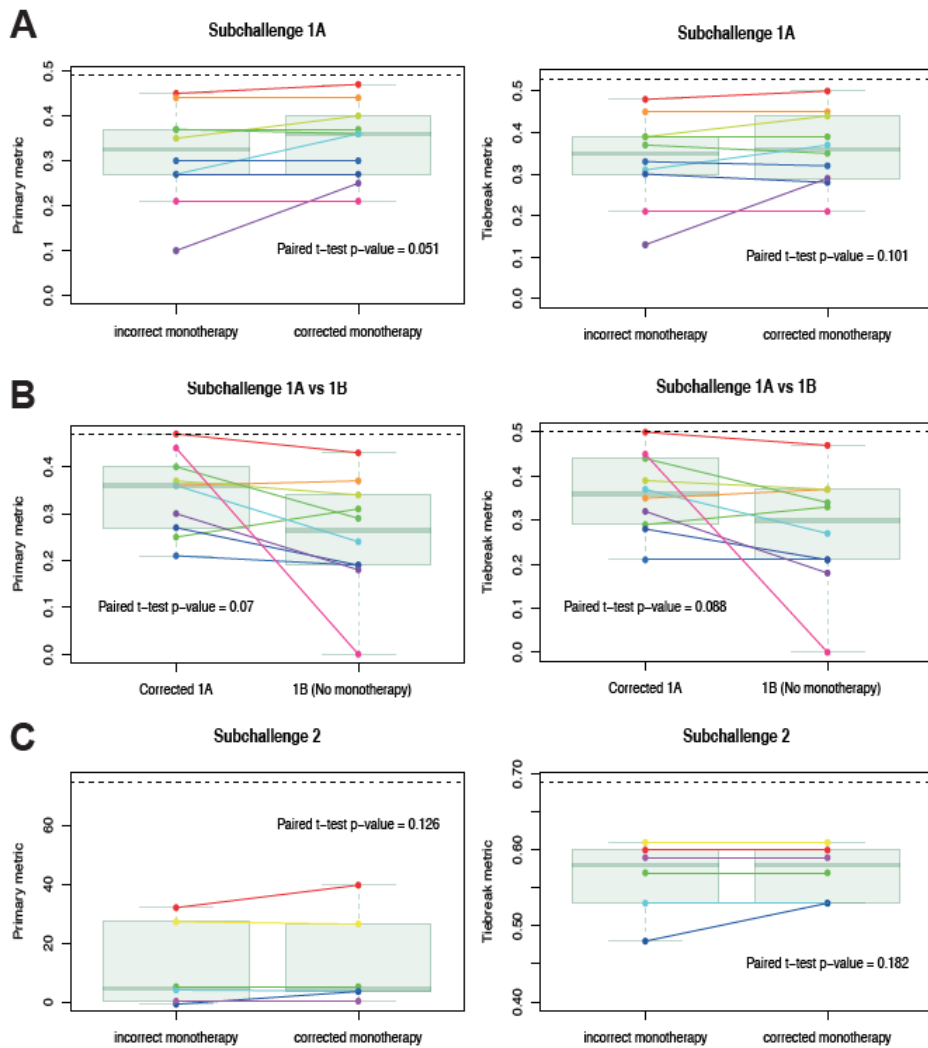 A
Subchallenge 1A
Primary metric
0.5
0.4
0.3
0.2
0.1
0.0
Paired t-test p-value = 0.051
incorrect monotherapy
corrected monotherapy
Subchallenge 1A
Tiebreak metric
0.5
0.4
0.3
0.2
0.1
0.0
Paired t-test p-value = 0.101
incorrect monotherapy
corrected monotherapy
B
Subchallenge 1A vs 1B
Primary metric
0.4
0.3
0.2
0.1
0.0
Paired t-test p-value = 0.07
Corrected 1A
1B (No monotherapy)
Subchallenge 1A vs 1B
Tiebreak metric
0.5
0.4
0.3
0.2
0.1
0.0
Paired t-test p-value = 0.088
Corrected 1A
1B (No monotherapy)
C
Subchallenge 2
Primary metric
60
40
20
0
Paired t-test p-value = 0.126
incorrect monotherapy
corrected monotherapy
Subchallenge 2
Tiebreak metric
0.70
0.60
0.50
0.40
Paired t-test p-value = 0.182
incorrect monotherapy
corrected monotherapy